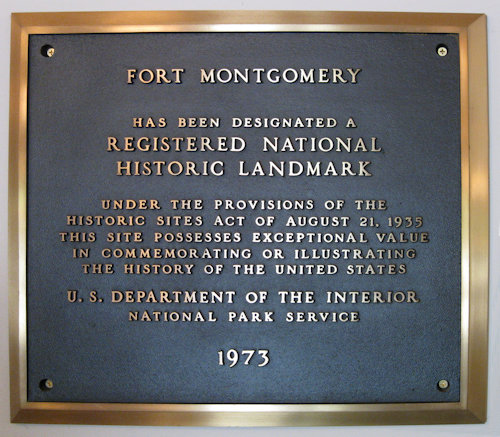 FORT MONTGOMERY
HAS BEEN DESIGNATED A
REGISTERED NATIONAL
HISTORIC LANDMARK
UNDER THE PROVISIONS OF THE
HISTORIC SITES ACT OF AUGUST 21, 1935
THIS SITE POSSESSES EXCEPTIONAL VALUE
IN COMMEMORATING OR ILLUSTRATING
THE HISTORY OF THE UNITED STATES
U. S. DEPARTMENT OF THE INTERIOR
NATIONAL PARK SERVICE
1973